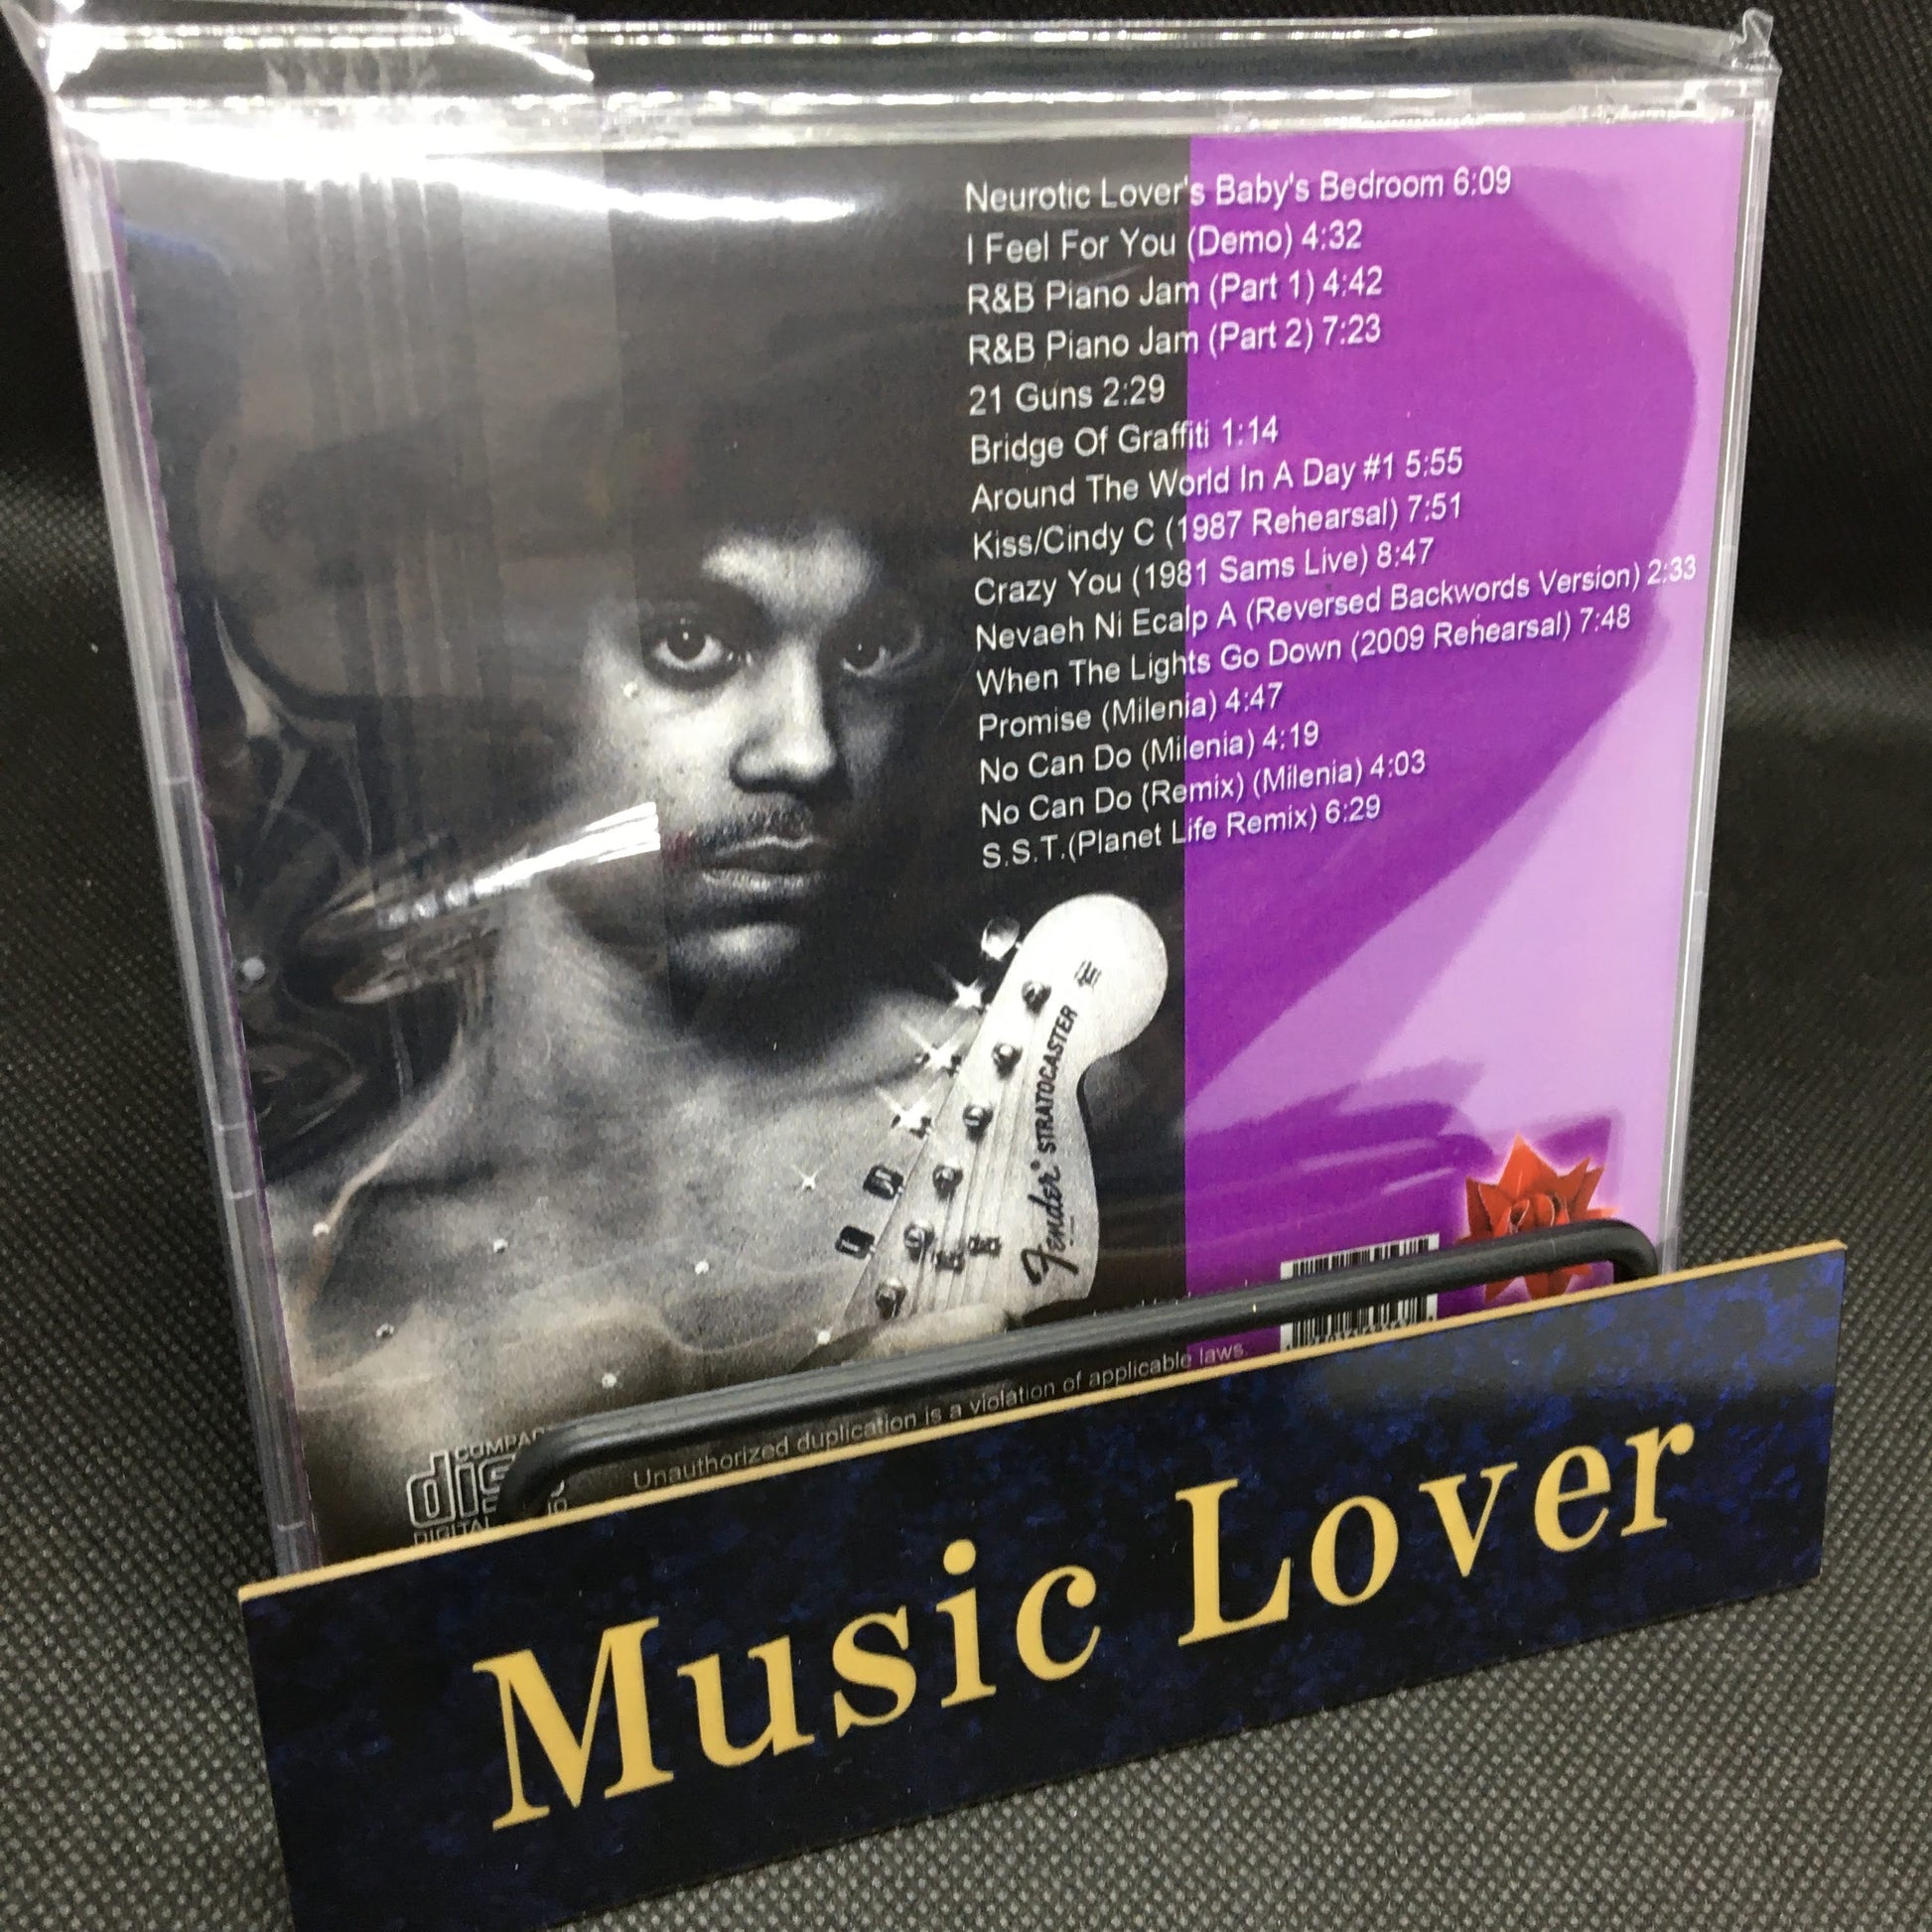 Neurotic Lover's Baby's Bedroom 6:09
I Feel For You (Demo) 4:32
R&B Piano Jam (Part 1) 4:42
R&B Piano Jam (Part 2) 7:23
21 Guns 2:29
Bridge Of Graffiti 1:14
Around The World In A Day #1 5:55
Kiss/Cindy C (1987 Rehearsal) 7:51
Crazy You (1981 Sams Live) 8:47
Nevaeh Ni Ecalp A (Reversed Backwords Version) 2:33
When The Lights Go Down (2009 Rehearsal) 7:48
Promise (Milenia) 4:47
No Can Do (Milenia) 4:19
No Can Do (Remix) (Milenia) 4:03
S.S.T.(Planet Life Remix) 6:29
Fender® STRATOCASTER
Unauthorized duplication is a violation of applicable laws.
DIGITAL
Music Lover